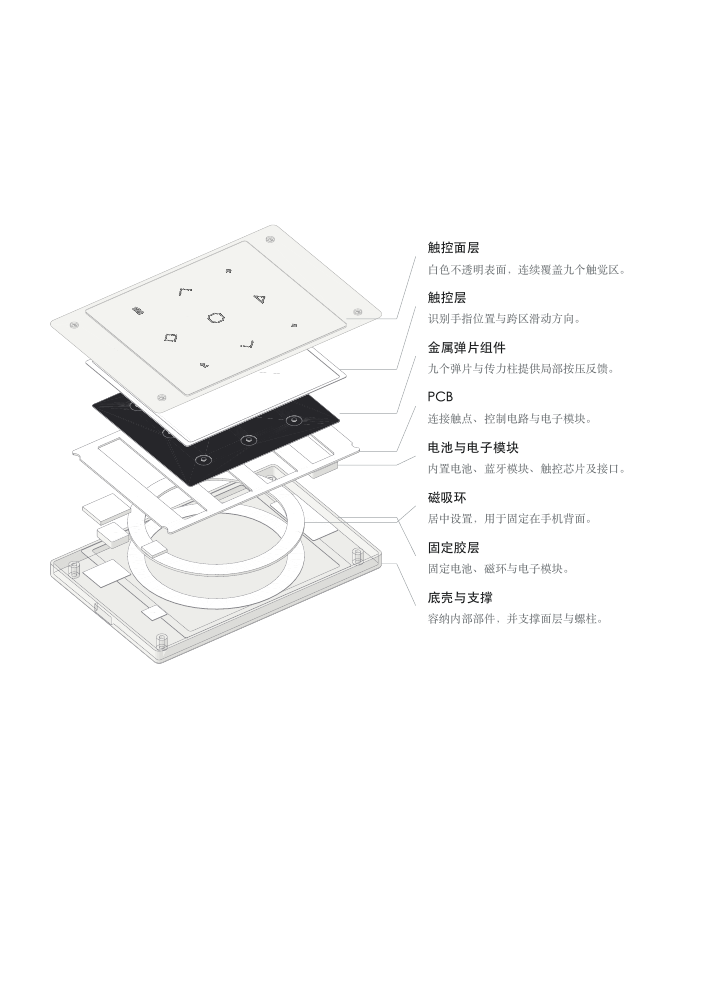 触控面层
白色不透明表面，连续覆盖九个触觉区。
触控层
识别手指位置与跨区滑动方向。
金属弹片组件
九个弹片与传力柱提供局部按压反馈。
PCB
连接触点、控制电路与电子模块。
电池与电子模块
内置电池、蓝牙模块、触控芯片及接口。
磁吸环
居中设置，用于固定在手机背面。
固定胶层
固定电池、磁环与电子模块。
底壳与支撑
容纳内部部件，并支撑面层与螺柱。